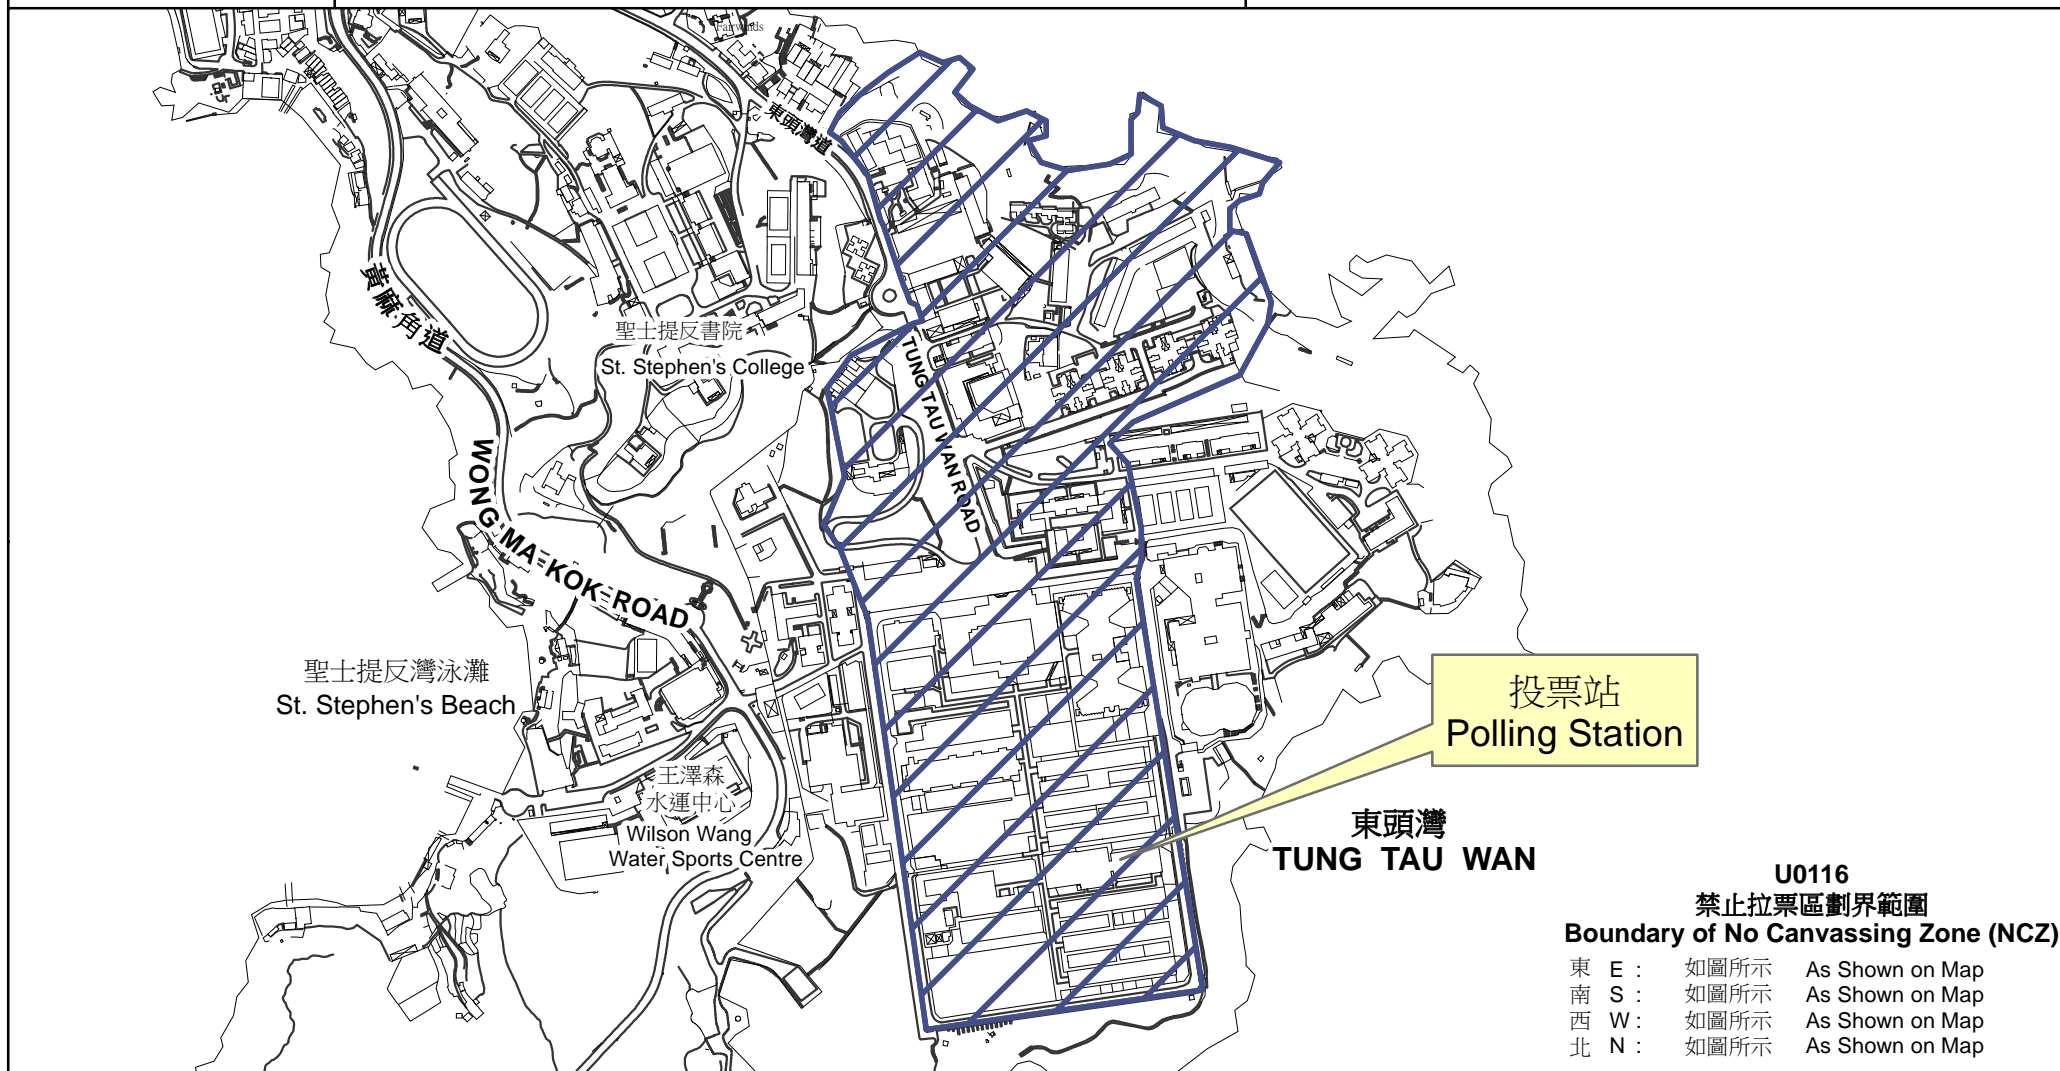 Fairwinds
東頭灣道
黃麻角道
聖士提反書院
St. Stephen's College
TUNG TAU WAN ROAD
WONG MA KOK ROAD
聖士提反灣泳灘
St. Stephen's Beach
投票站
Polling Station
王澤森
水運中心
Wilson Wang
Water Sports Centre
東頭灣
TUNG TAU WAN
U0116
禁止拉票區劃界範圍
Boundary of No Canvassing Zone (NCZ)
東 E : 如圖所示 As Shown on Map
南 S : 如圖所示 As Shown on Map
西 W : 如圖所示 As Shown on Map
北 N : 如圖所示 As Shown on Map